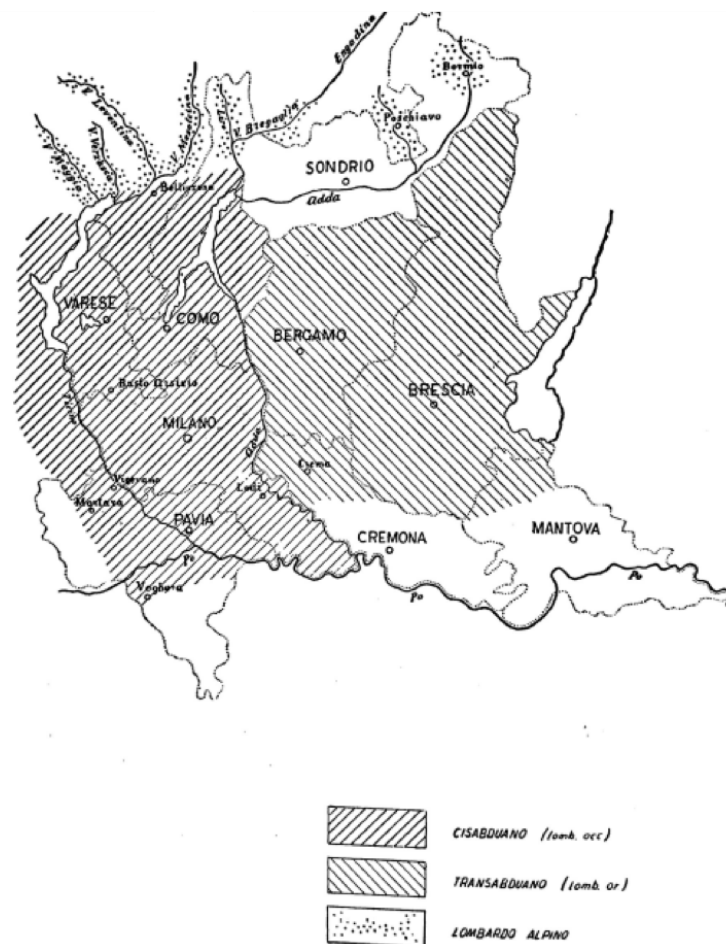 Engadina
Bormio
V. Leventina
V. Mesolcina
V. Bregaglia
Poschiavo
V. Maggia
SONDRIO
Bellinzona
Adda
VARESE
COMO
BERGAMO
Busto Arsizio
BRESCIA
Ticino
MILANO
Adda
Crema
Vigevano
Lodi
Mortara
PAVIA
CREMONA
MANTOVA
Po
Po
Po
Voghera
CISABDUANO (lomb. occ)
TRANSABDUANO (lomb. or)
LOMBARDO ALPINO